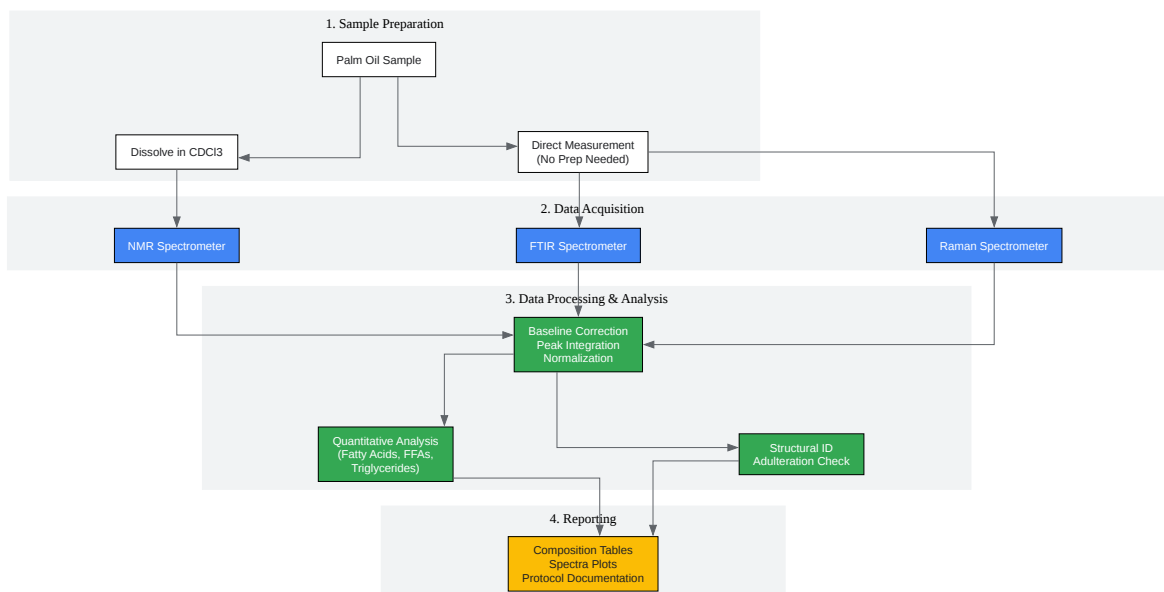 1. Sample Preparation
Palm Oil Sample
Dissolve in CDCl3
Direct Measurement
(No Prep Needed)
2. Data Acquisition
NMR Spectrometer
FTIR Spectrometer
Raman Spectrometer
3. Data Processing & Analysis
Baseline Correction
Peak Integration
Normalization
Quantitative Analysis
(Fatty Acids, FFAs,
Triglycerides)
Structural ID
Adulteration Check
4. Reporting
Composition Tables
Spectra Plots
Protocol Documentation